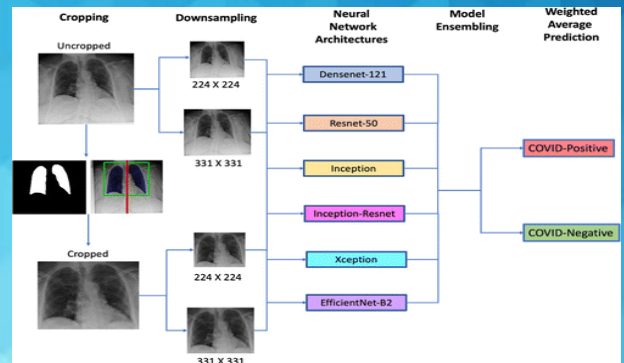 Cropping
Downsampling
Neural
Network
Architectures
Model
Ensembling
Weighted
Average
Prediction
Uncropped
224 X 224
331 X 331
Cropped
224 X 224
331 X 331
Densenet-121
Resnet-50
Inception
Inception-Resnet
Xception
EfficientNet-B2
COVID-Positive
COVID-Negative